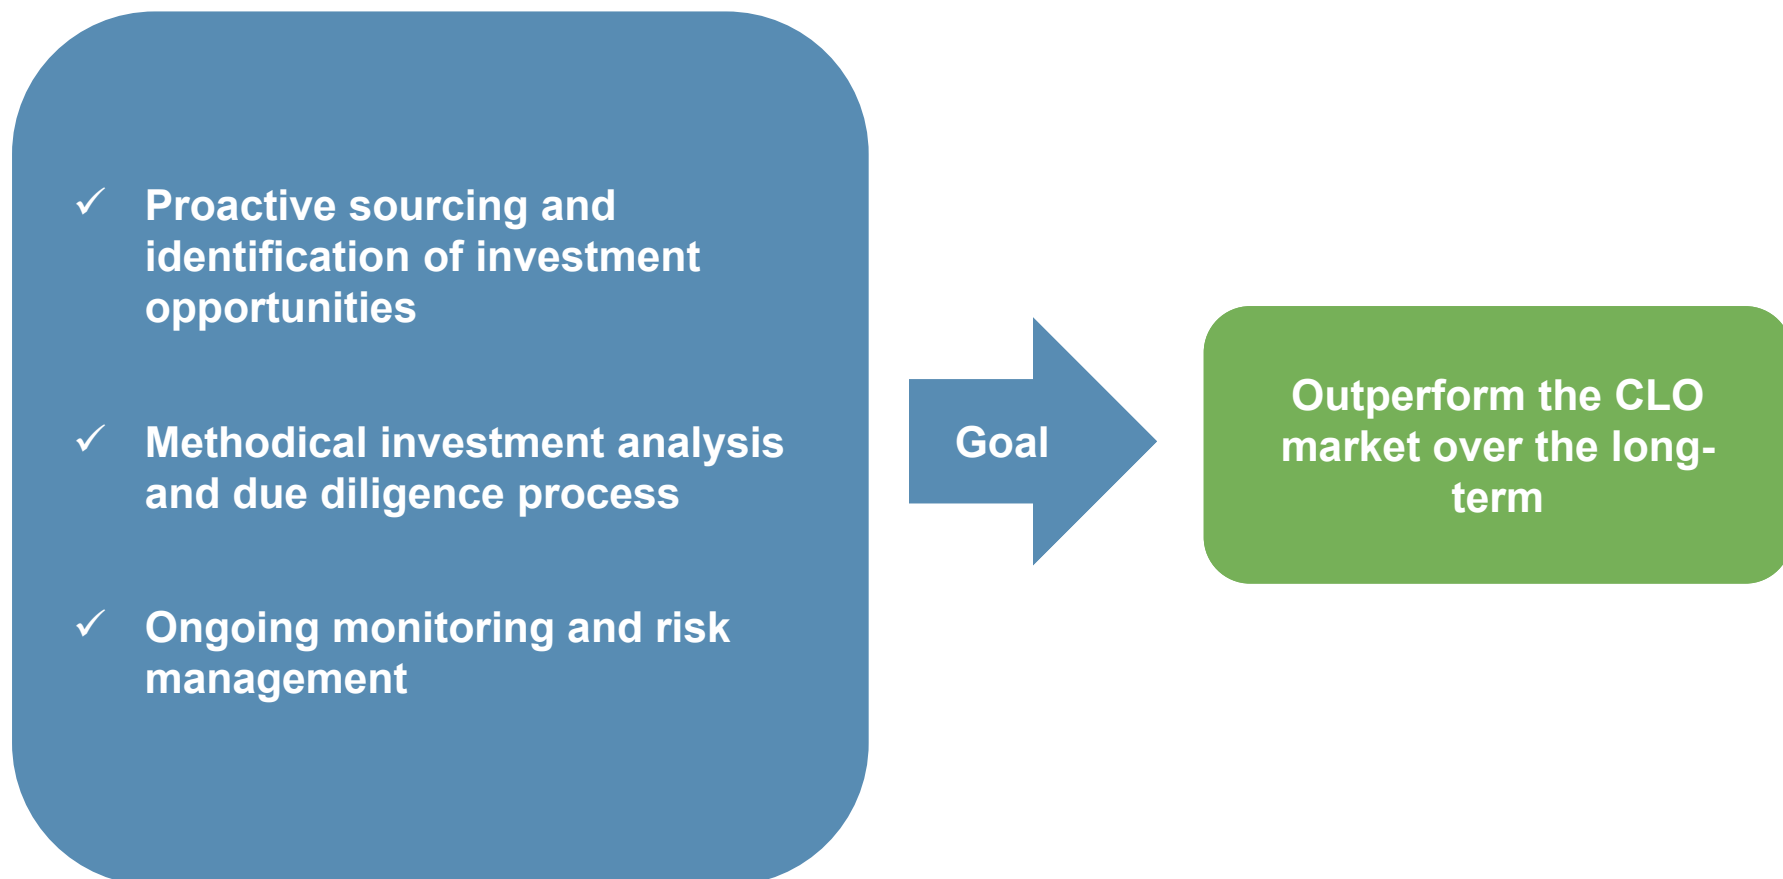 ✓ Proactive sourcing and
identification of investment
opportunities
✓ Methodical investment analysis
and due diligence process
✓ Ongoing monitoring and risk
management
Goal
Outperform the CLO
market over the long-
term